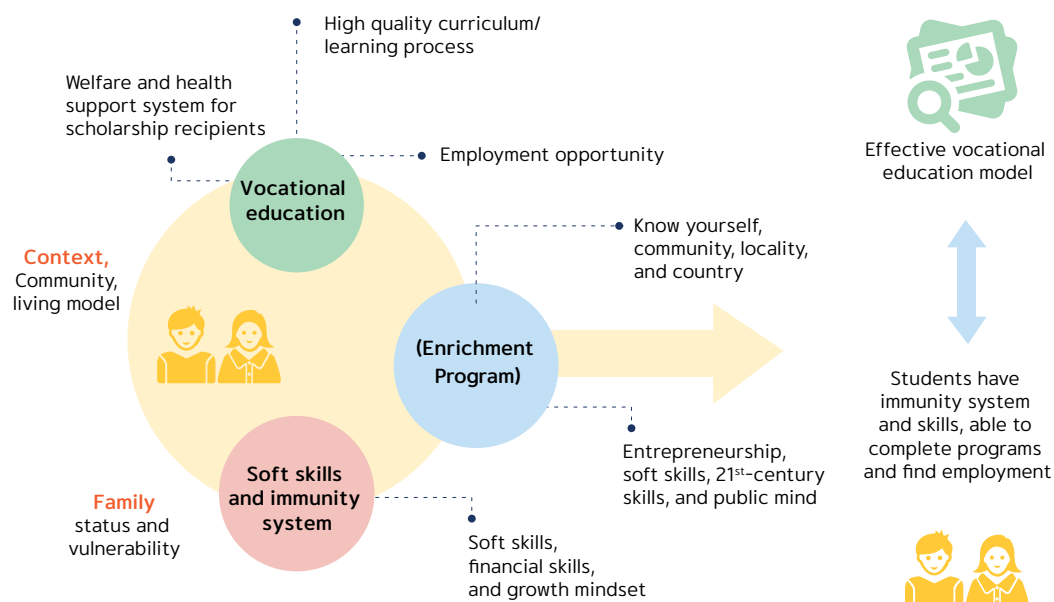 High quality curriculum/
learning process
Welfare and health
support system for
scholarship recipients
Employment opportunity
Vocational
education
Context,
Community,
living model
Know yourself,
community, locality,
and country
(Enrichment
Program)
Entrepreneurship,
soft skills, 21st-century
skills, and public mind
Soft skills
and immunity
system
Family
status and
vulnerability
Soft skills,
financial skills,
and growth mindset
Effective vocational
education model
Students have
immunity system
and skills, able to
complete programs
and find employment